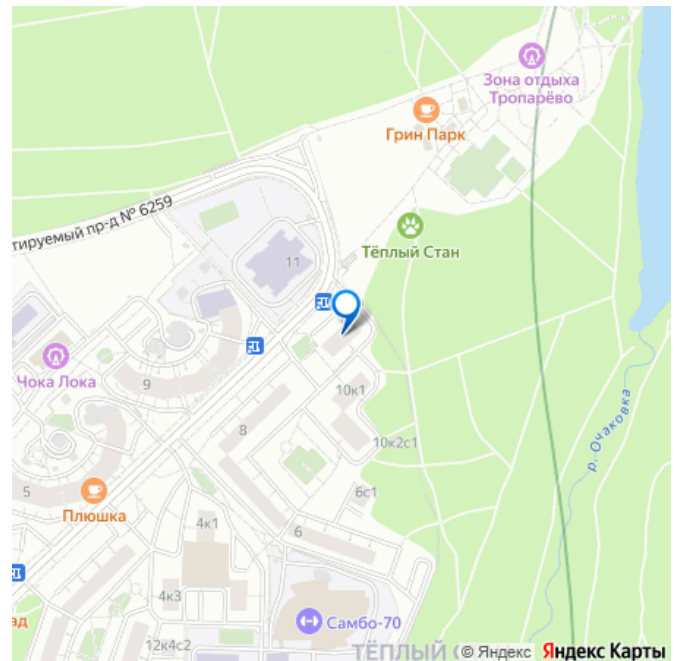 Зона отдыха
Тропарёво
Грин Парк
тируемый пр-д № 6259
Тёплый Стан
11
Чока Лока
9
10к1
8
10к2с1
р. Очаковка
5
Плюшка
6с1
4к1
6
4к3
Самбо-70
ад
12к4с2
ТЁПЛЫЙ С
© Яндекс Яндекс Карты